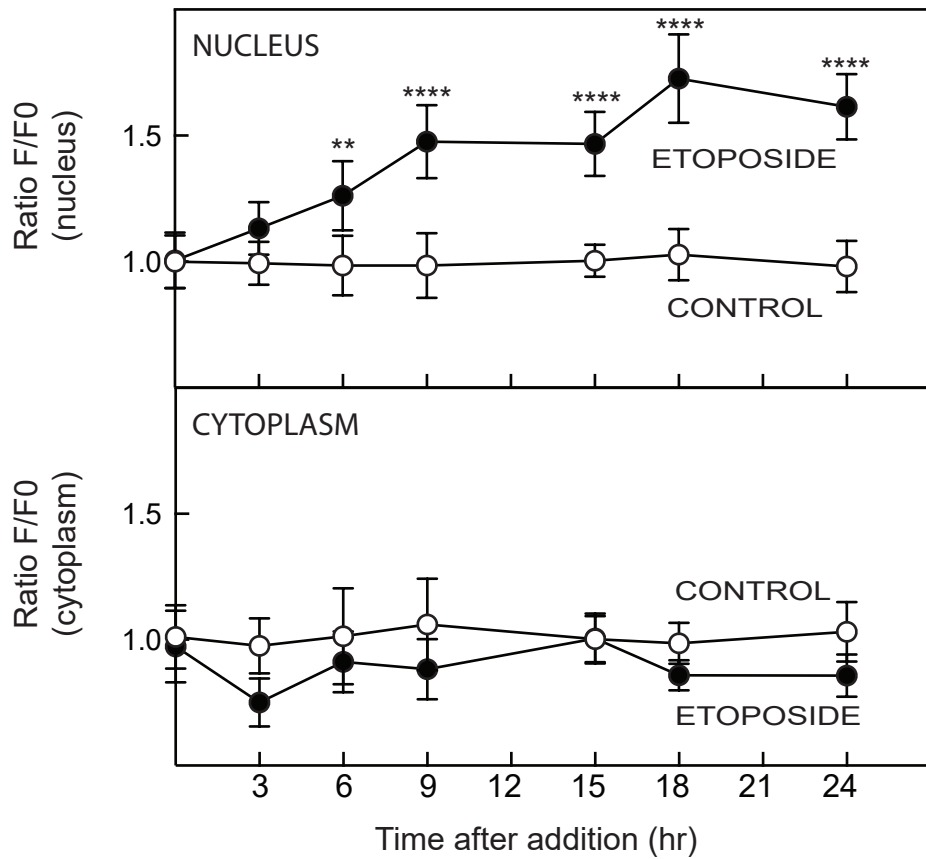 NUCLEUS
****
****
****
****
**
1.5
ETOPOSIDE
Ratio F/F0
(nucleus)
1.0
CONTROL
CYTOPLASM
1.5
Ratio F/F0
(cytoplasm)
CONTROL
1.0
ETOPOSIDE
3 6 9 12 15 18 21 24
Time after addition (hr)